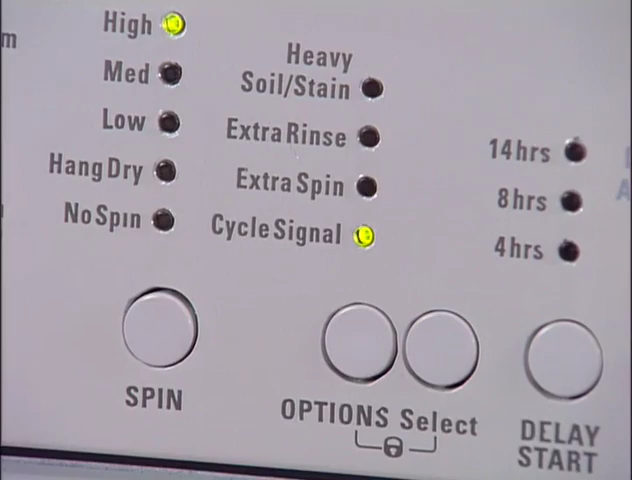 High
Med
Low
Hang Dry
No Spin
SPIN
Heavy
Soil/Stain
Extra Rinse
Extra Spin
Cycle Signal
OPTIONS Select
14hrs
8hrs
4hrs
DELAY
START